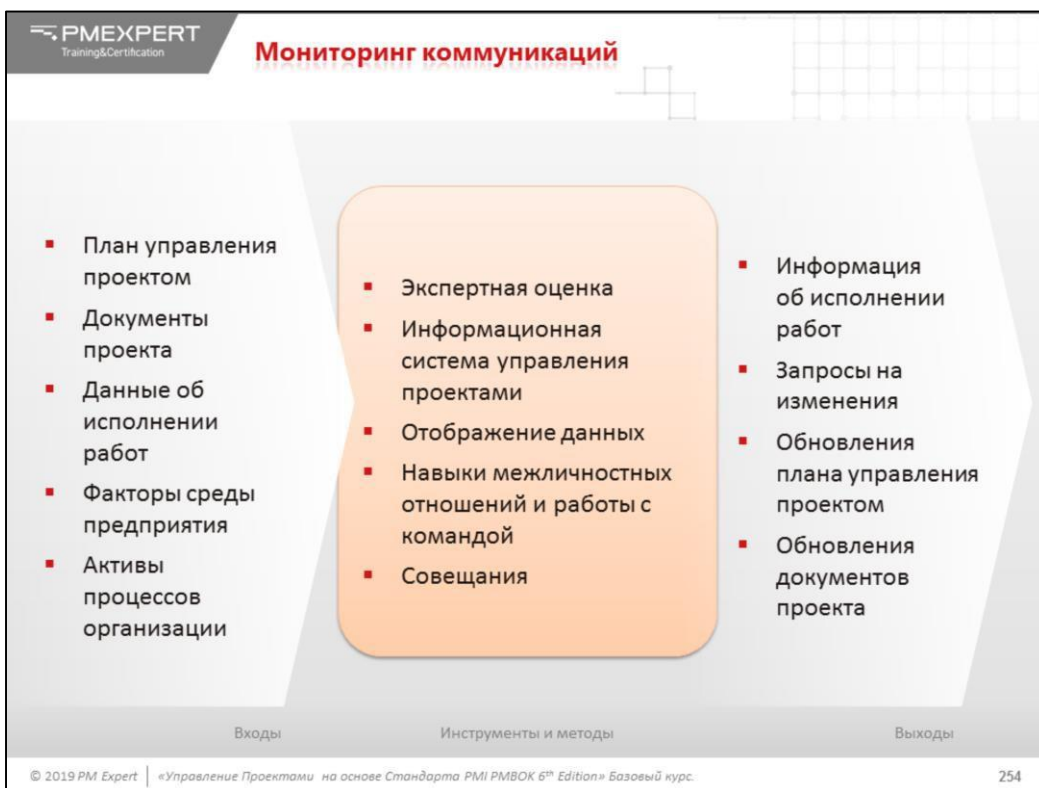 PMEXPERT
Training&Certification
Мониторинг коммуникаций
План управления
проектом
Документы
проекта
Данные об
исполнении
работ
Факторы среды
предприятия
Активы
процессов
организации
Экспертная оценка
Информационная
система управления
проектами
Отображение данных
Навыки межличностных
отношений и работы с
командой
Совещания
Информация
об исполнении
работ
Запросы на
изменения
Обновления
плана управления
проектом
Обновления
документов
проекта
Входы
Инструменты и методы
Выходы
© 2019 PM Expert | «Управление Проектами на основе Стандарта PMI PMBOK 6th Edition» Базовый курс.
254